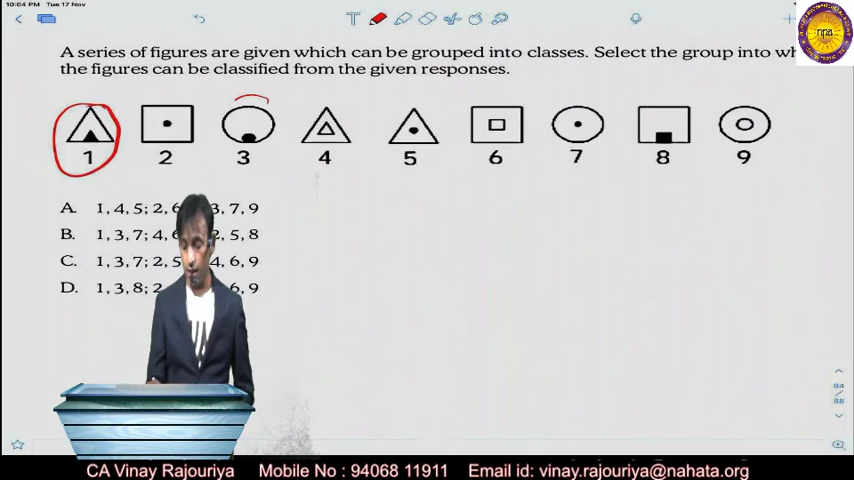 10:04 PM Tue 17 Nov
A series of figures are given which can be grouped into classes. Select the group into
the figures can be classified from the given responses.
1 2 3 4 5 6 7 8 9
A. 1, 4, 5; 2, 6 3, 7, 9
B. 1, 3, 7; 4, 6 2, 5, 8
C. 1, 3, 7; 2, 5 4, 6, 9
D. 1, 3, 8; 2 6, 9
84
/
88
CA Vinay Rajouriya Mobile No : 94068 11911 Email id: vinay.rajouriya@nahata.org